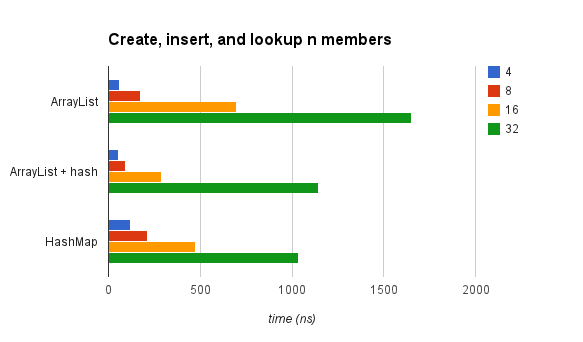 Create, insert, and lookup n members
4
8
16
32
ArrayList
ArrayList + hash
HashMap
0 500 1000 1500 2000
time (ns)